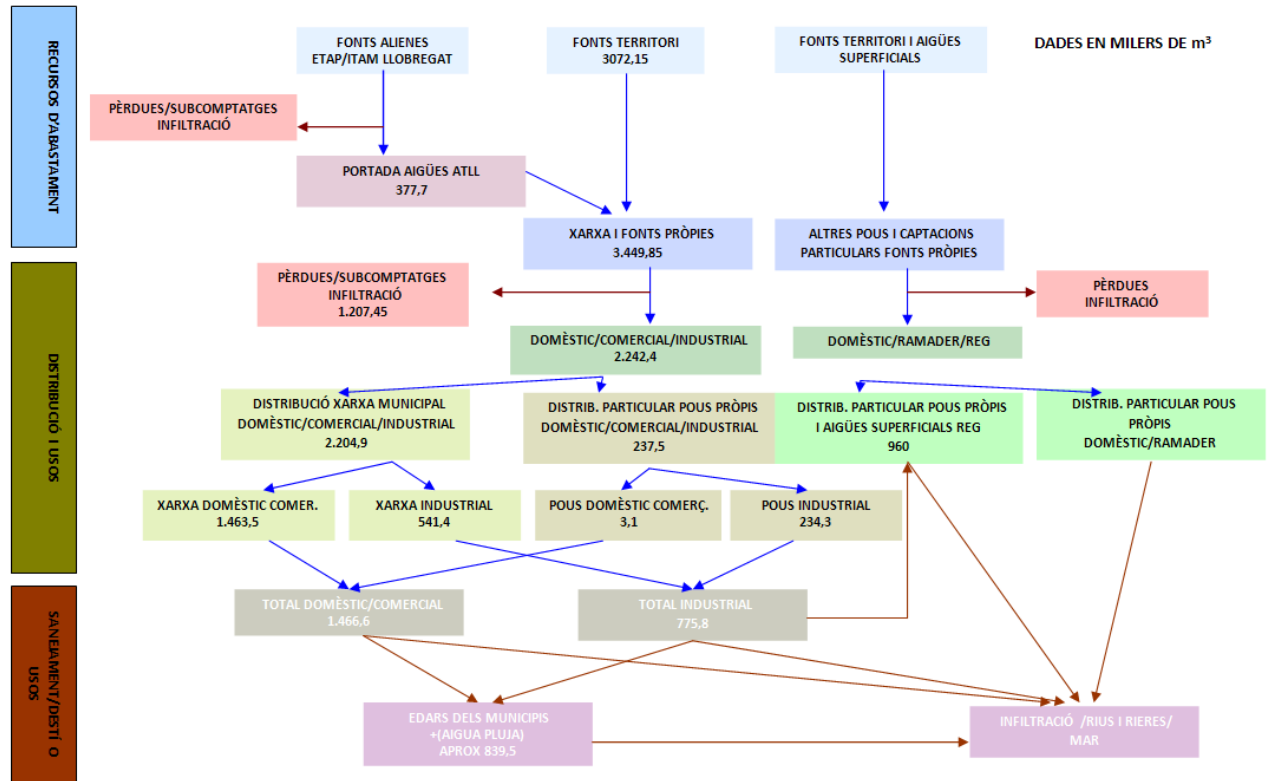 RECURSOS D'ABASTAMENT
FONTS ALIENES
ETAP/ITAM LLOBREGAT
FONTS TERRITORI
3072,15
FONTS TERRITORI I AIGÜES
SUPERFICIALS
DADES EN MILERS DE m³
PÈRDUES/SUBCOMPTATGES
INFILTRACIÓ
PORTADA AIGÜES ATLL
377,7
XARXA I FONTS PRÒPIES
3.449,85
ALTRES POUS I CAPTACIONS
PARTICULARS FONTS PRÒPIES
DISTRIBUCIÓ I USOS
PÈRDUES/SUBCOMPTATGES
INFILTRACIÓ
1.207,45
PÈRDUES
INFILTRACIÓ
DOMÈSTIC/COMERCIAL/INDUSTRIAL
2.242,4
DOMÈSTIC/RAMADER/REG
DISTRIBUCIÓ XARXA MUNICIPAL
DOMÈSTIC/COMERCIAL/INDUSTRIAL
2.204,9
DISTRIB. PARTICULAR POUS PRÒPIS
DOMÈSTIC/COMERCIAL/INDUSTRIAL
237,5
DISTRIB. PARTICULAR POUS PRÒPIS
I AIGÜES SUPERFICIALS REG
960
DISTRIB. PARTICULAR POUS
PRÒPIS
DOMÈSTIC/RAMADER
XARXA DOMÈSTIC COMER.
1.463,5
XARXA INDUSTRIAL
541,4
POUS DOMÈSTIC COMERÇ.
3,1
POUS INDUSTRIAL
234,3
SANEJAMENT/DESTÍ O
USOS
TOTAL DOMÈSTIC/COMERCIAL
1.466,6
TOTAL INDUSTRIAL
775,8
EDARS DELS MUNICIPIS
+(AIGUA PLUJA)
APROX 839,5
INFILTRACIÓ /RIUS I RIERES/
MAR